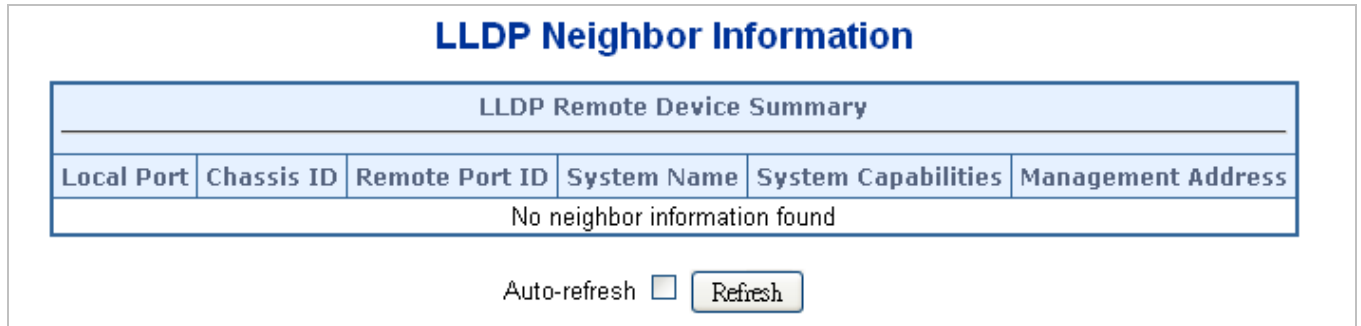 LLDP Neighbor Information
LLDP Remote Device Summary
Local Port Chassis ID Remote Port ID System Name System Capabilities Management Address
No neighbor information found
Auto-refresh Refresh